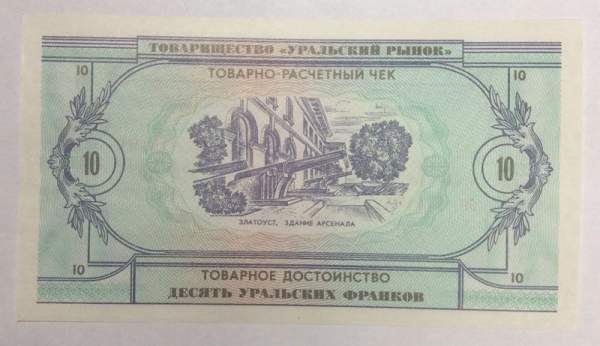 ТОВАРИЩЕСТВО «УРАЛЬСКИЙ РЫНОК»
ТОВАРНО-РАСЧЕТНЫЙ ЧЕК
10
10
10
10
ЗЛАТОУСТ, ЗДАНИЕ АРСЕНАЛА
10
10
ТОВАРНОЕ ДОСТОИНСТВО
ДЕСЯТЬ УРАЛЬСКИХ ФРАНКОВ